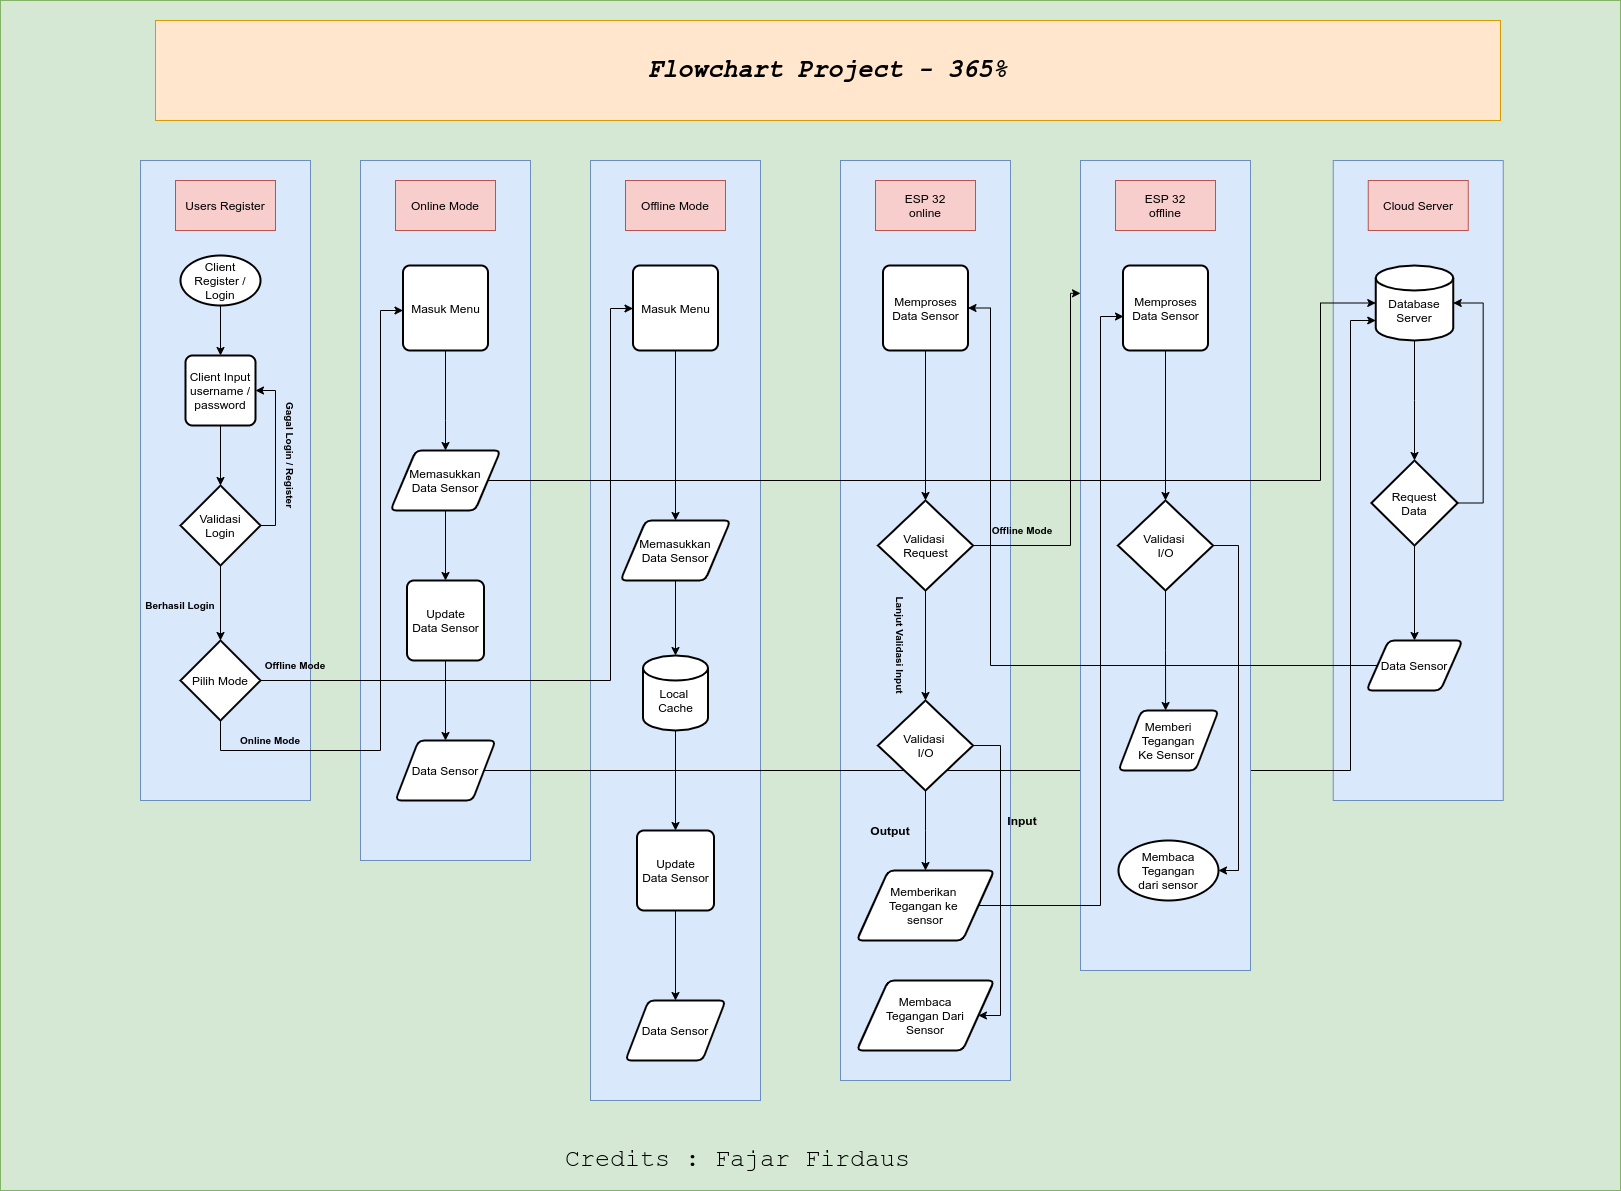 Flowchart Project - 365%
Users Register
Client
Register /
Login
Client Input
username /
password
Gagal Login / Register
Validasi
Login
Berhasil Login
Pilih Mode
Offline Mode
Online Mode
Online Mode
Masuk Menu
Memasukkan
Data Sensor
Update
Data Sensor
Data Sensor
Offline Mode
Masuk Menu
Memasukkan
Data Sensor
Local
Cache
Update
Data Sensor
Data Sensor
ESP 32
online
Memproses
Data Sensor
Validasi
Request
Offline Mode
Lanjut Validasi Input
Validasi
I/O
Output
Input
Memberikan
Tegangan ke
sensor
Membaca
Tegangan Dari
Sensor
ESP 32
offline
Memproses
Data Sensor
Validasi
I/O
Memberi
Tegangan
Ke Sensor
Membaca
Tegangan
dari sensor
Cloud Server
Database
Server
Request
Data
Data Sensor
Credits : Fajar Firdaus